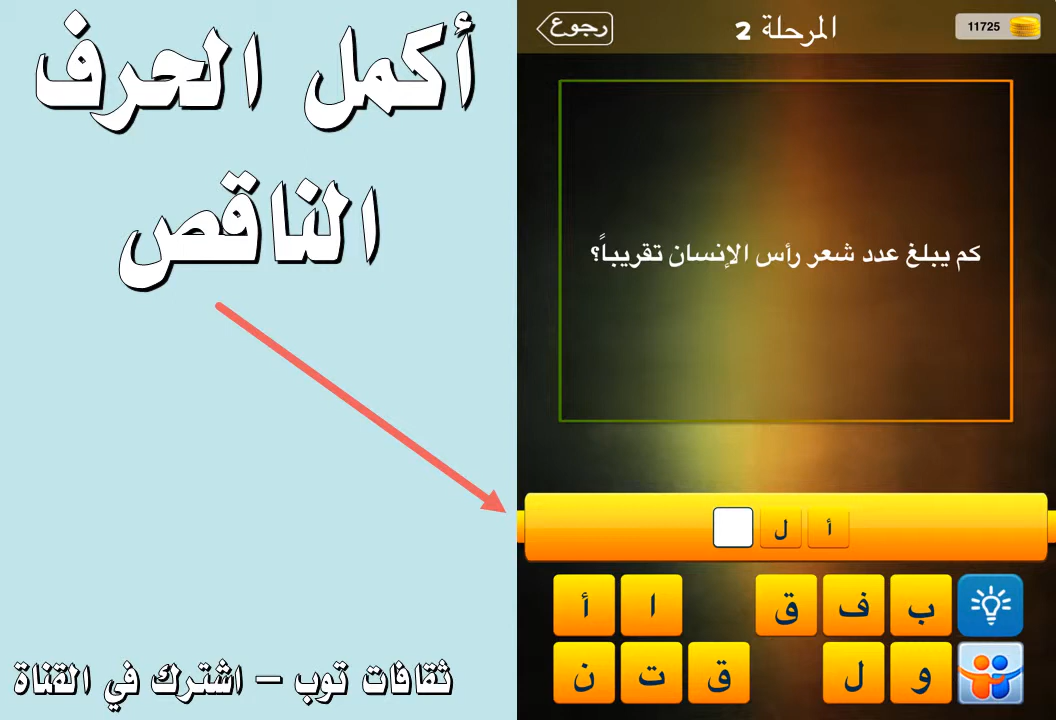 أكمل الحرف
الناقص
ثقافات توب – اشترك في القناة
رجوع
المرحلة 2
11725
كم يبلغ عدد شعر رأس الإنسان تقريباً؟
أ ل
ب ف ق ا أ
و ل ق ت ن